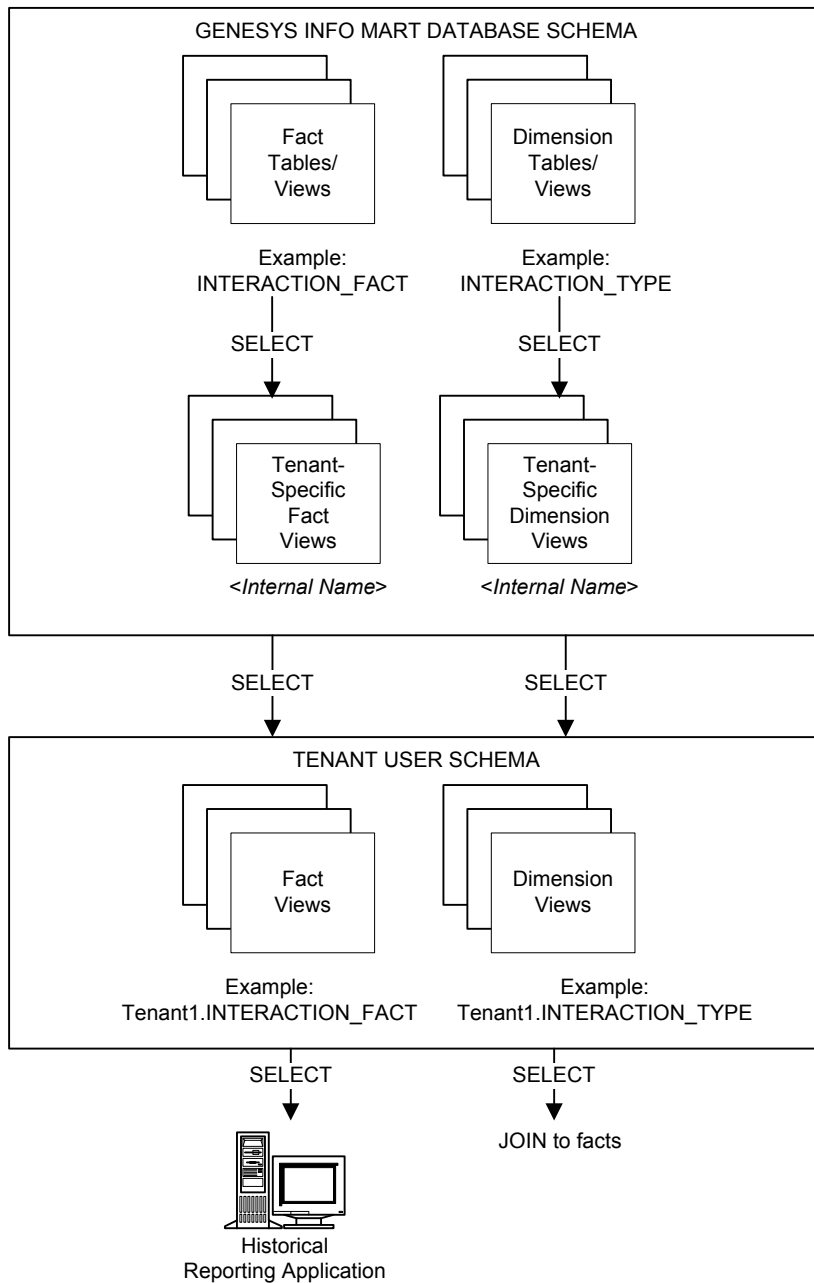 GENESYS INFO MART DATABASE SCHEMA
Fact
Tables/
Views
Dimension
Tables/
Views
Example:
INTERACTION_FACT
Example:
INTERACTION_TYPE
SELECT
SELECT
Tenant-
Specific
Fact
Views
Tenant-
Specific
Dimension
Views
<Internal Name>
<Internal Name>
SELECT
SELECT
TENANT USER SCHEMA
Fact
Views
Dimension
Views
Example:
Tenant1.INTERACTION_FACT
Example:
Tenant1.INTERACTION_TYPE
SELECT
SELECT
JOIN to facts
Historical
Reporting Application